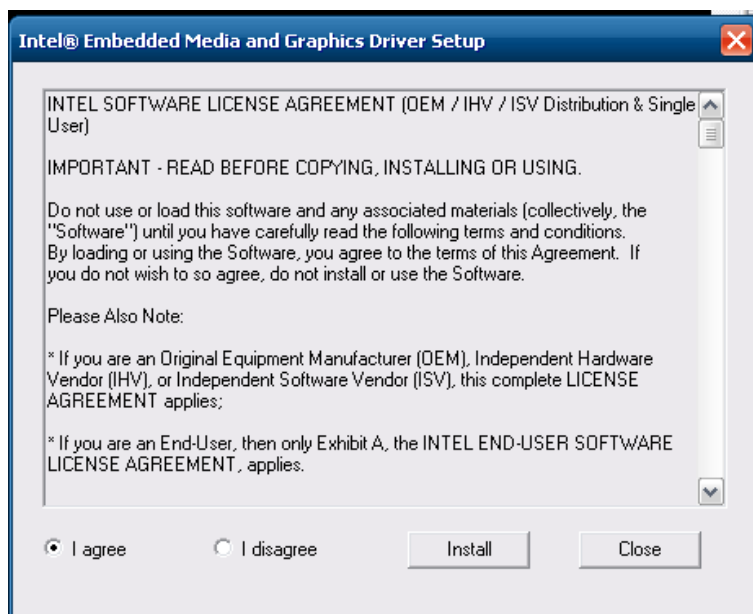 Intel® Embedded Media and Graphics Driver Setup
INTEL SOFTWARE LICENSE AGREEMENT (OEM / IHV / ISV Distribution & Single
User)
IMPORTANT - READ BEFORE COPYING, INSTALLING OR USING.
Do not use or load this software and any associated materials (collectively, the
"Software") until you have carefully read the following terms and conditions.
By loading or using the Software, you agree to the terms of this Agreement.  If
you do not wish to so agree, do not install or use the Software.
Please Also Note:
* If you are an Original Equipment Manufacturer (OEM), Independent Hardware
Vendor (IHV), or Independent Software Vendor (ISV), this complete LICENSE
AGREEMENT applies;
* If you are an End-User, then only Exhibit A, the INTEL END-USER SOFTWARE
LICENSE AGREEMENT, applies.
I agree I disagree Install Close